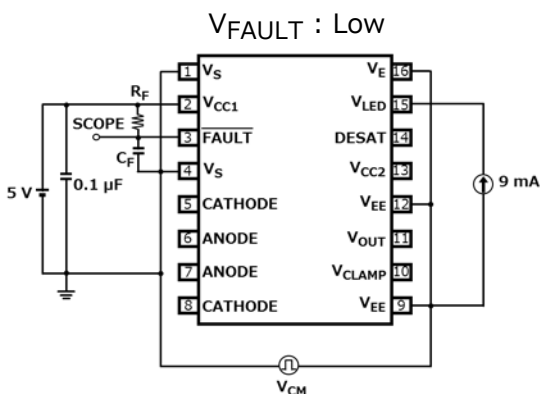 VFAULT : Low
1 VS
VE 16
RF
2 VCC1
VLED 15
SCOPE
3 FAULT
DESAT 14
CF
4 VS
VCC2 13
5 V
0.1 µF
9 mA
5 CATHODE
VEE 12
6 ANODE
VOUT 11
7 ANODE
VCLAMP 10
8 CATHODE
VEE 9
VCM